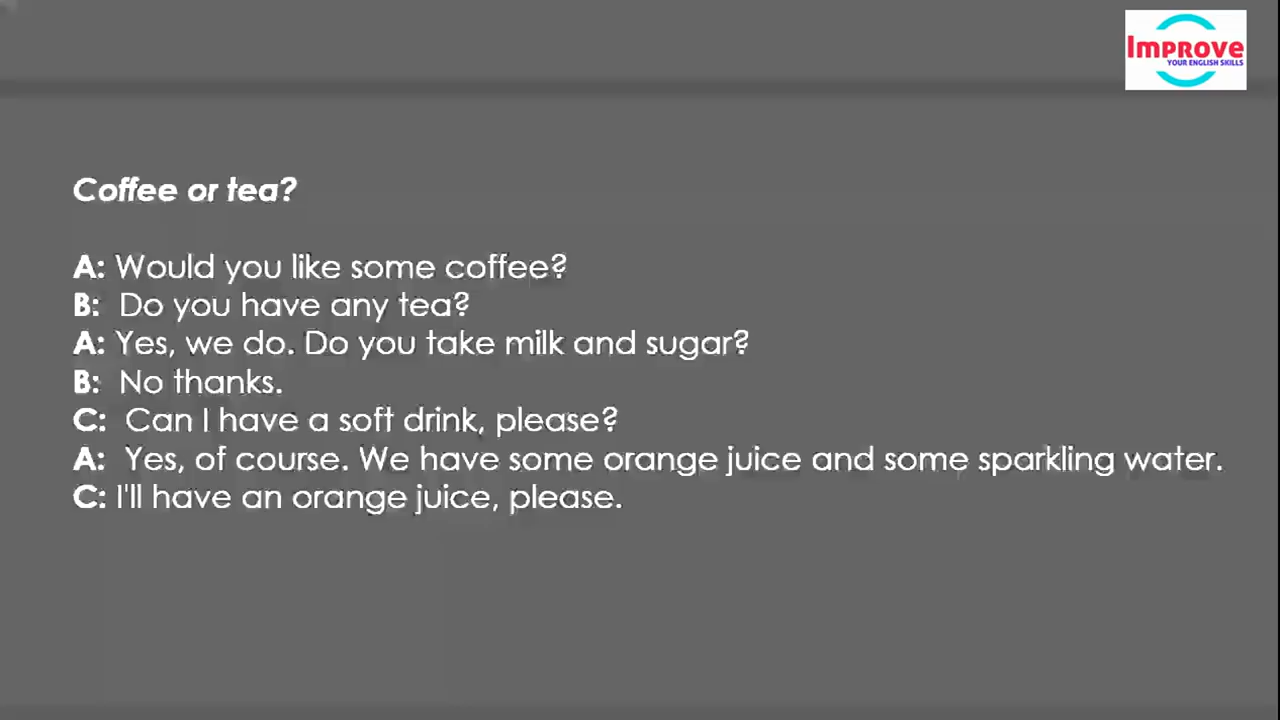 Improve
YOUR ENGLISH SKILLS
Coffee or tea?
A: Would you like some coffee?
B: Do you have any tea?
A: Yes, we do. Do you take milk and sugar?
B: No thanks.
C: Can I have a soft drink, please?
A: Yes, of course. We have some orange juice and some sparkling water.
C: I'll have an orange juice, please.